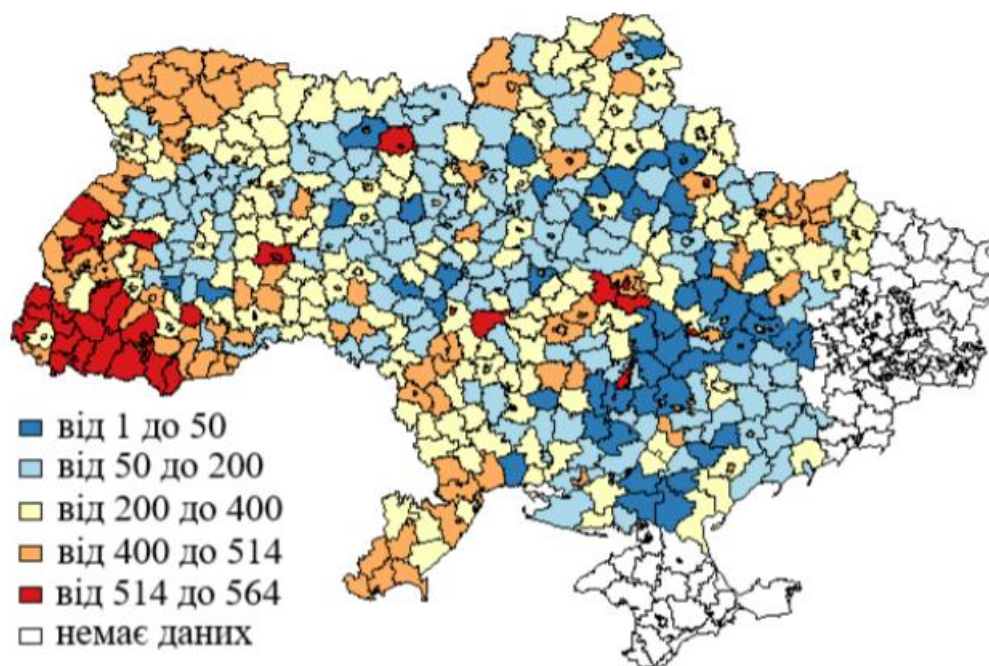 від 1 до 50
від 50 до 200
від 200 до 400
від 400 до 514
від 514 до 564
немає даних